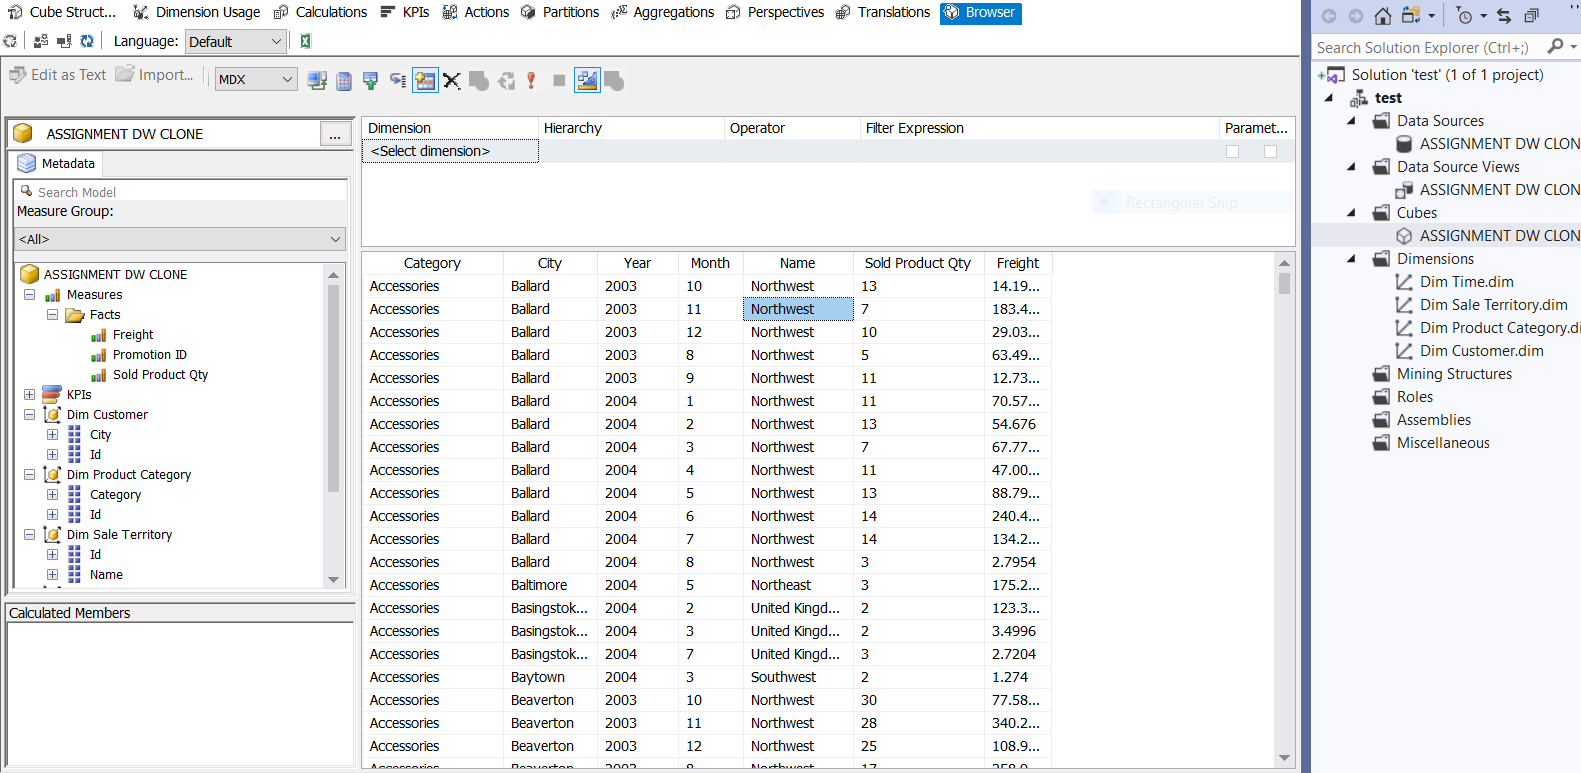 Cube Struct... Dimension Usage Calculations KPIs Actions Partitions Aggregations Perspectives Translations Browser
Language: Default
Edit as Text Import... MDX
ASSIGNMENT DW CLONE ...
Metadata
Search Model
Measure Group:
<All>
ASSIGNMENT DW CLONE
Measures
Facts
Freight
Promotion ID
Sold Product Qty
KPIs
Dim Customer
City
Id
Dim Product Category
Category
Id
Dim Sale Territory
Id
Name
Calculated Members
Dimension Hierarchy Operator Filter Expression Paramet...
<Select dimension>
Rectangular Snip
Category City Year Month Name Sold Product Qty Freight
Accessories Ballard 2003 10 Northwest 13 14.19...
Accessories Ballard 2003 11 Northwest 7 183.4...
Accessories Ballard 2003 12 Northwest 10 29.03...
Accessories Ballard 2003 8 Northwest 5 63.49...
Accessories Ballard 2003 9 Northwest 11 12.73...
Accessories Ballard 2004 1 Northwest 11 70.57...
Accessories Ballard 2004 2 Northwest 13 54.676
Accessories Ballard 2004 3 Northwest 7 67.77...
Accessories Ballard 2004 4 Northwest 11 47.00...
Accessories Ballard 2004 5 Northwest 13 88.79...
Accessories Ballard 2004 6 Northwest 14 240.4...
Accessories Ballard 2004 7 Northwest 14 134.2...
Accessories Ballard 2004 8 Northwest 3 2.7954
Accessories Baltimore 2004 5 Northeast 3 175.2...
Accessories Basingstok... 2004 2 United Kingd... 2 123.3...
Accessories Basingstok... 2004 3 United Kingd... 2 3.4996
Accessories Basingstok... 2004 7 United Kingd... 3 2.7204
Accessories Baytown 2004 3 Southwest 2 1.274
Accessories Beaverton 2003 10 Northwest 30 77.58...
Accessories Beaverton 2003 11 Northwest 28 340.2...
Accessories Beaverton 2003 12 Northwest 25 108.9...
Search Solution Explorer (Ctrl+;)
Solution 'test' (1 of 1 project)
test
Data Sources
ASSIGNMENT DW CLON
Data Source Views
ASSIGNMENT DW CLON
Cubes
ASSIGNMENT DW CLON
Dimensions
Dim Time.dim
Dim Sale Territory.dim
Dim Product Category.di
Dim Customer.dim
Mining Structures
Roles
Assemblies
Miscellaneous